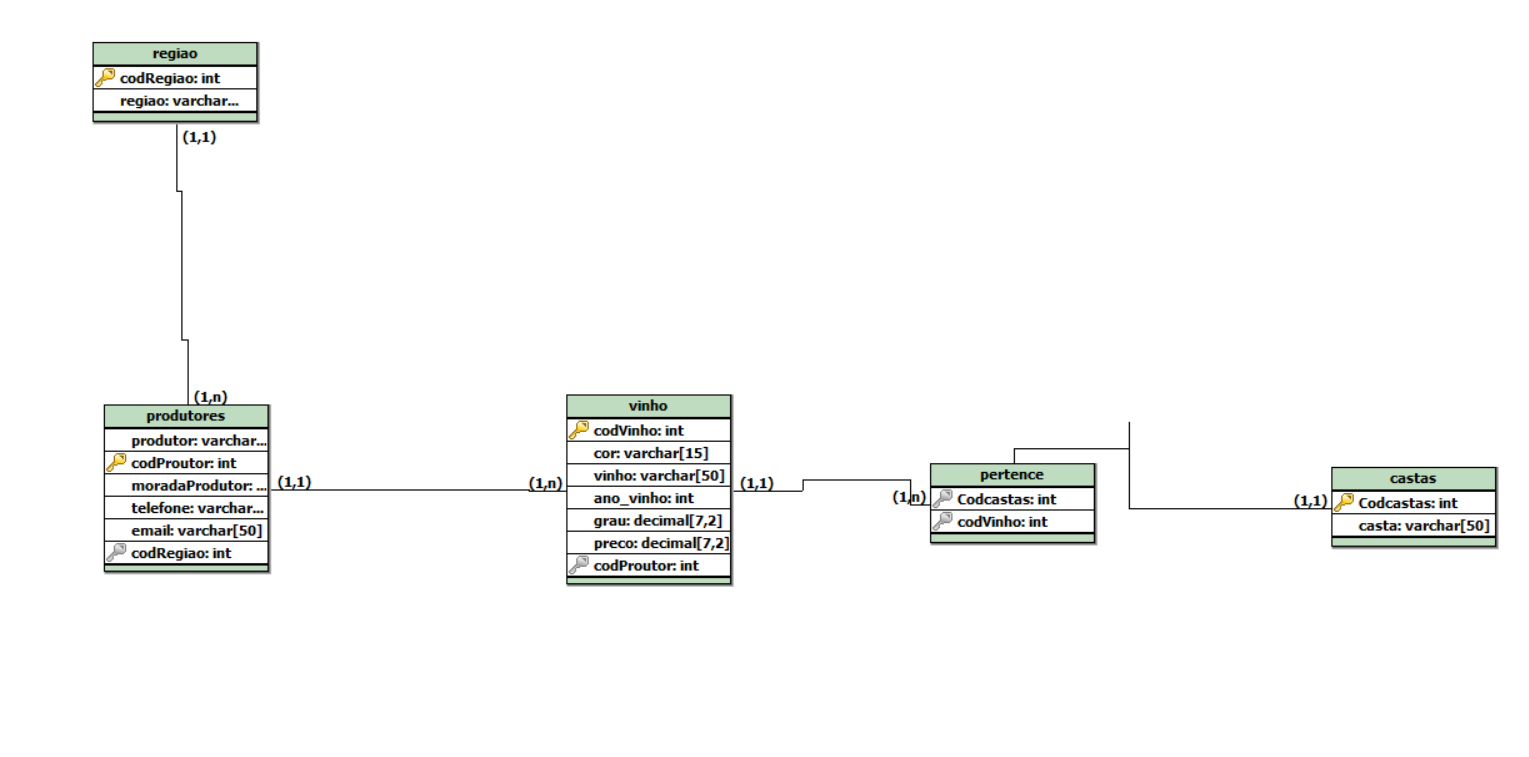 regiao
codRegiao: int
regiao: varchar...
(1,1)
(1,n)
produtores
produtor: varchar...
codProutor: int
moradaProdutor: ...
telefone: varchar...
email: varchar[50]
codRegiao: int
(1,1)
(1,n)
vinho
codVinho: int
cor: varchar[15]
vinho: varchar[50]
ano_vinho: int
grau: decimal[7,2]
preco: decimal[7,2]
codProutor: int
(1,1)
(1,n)
pertence
Codcastas: int
codVinho: int
(1,1)
castas
Codcastas: int
casta: varchar[50]